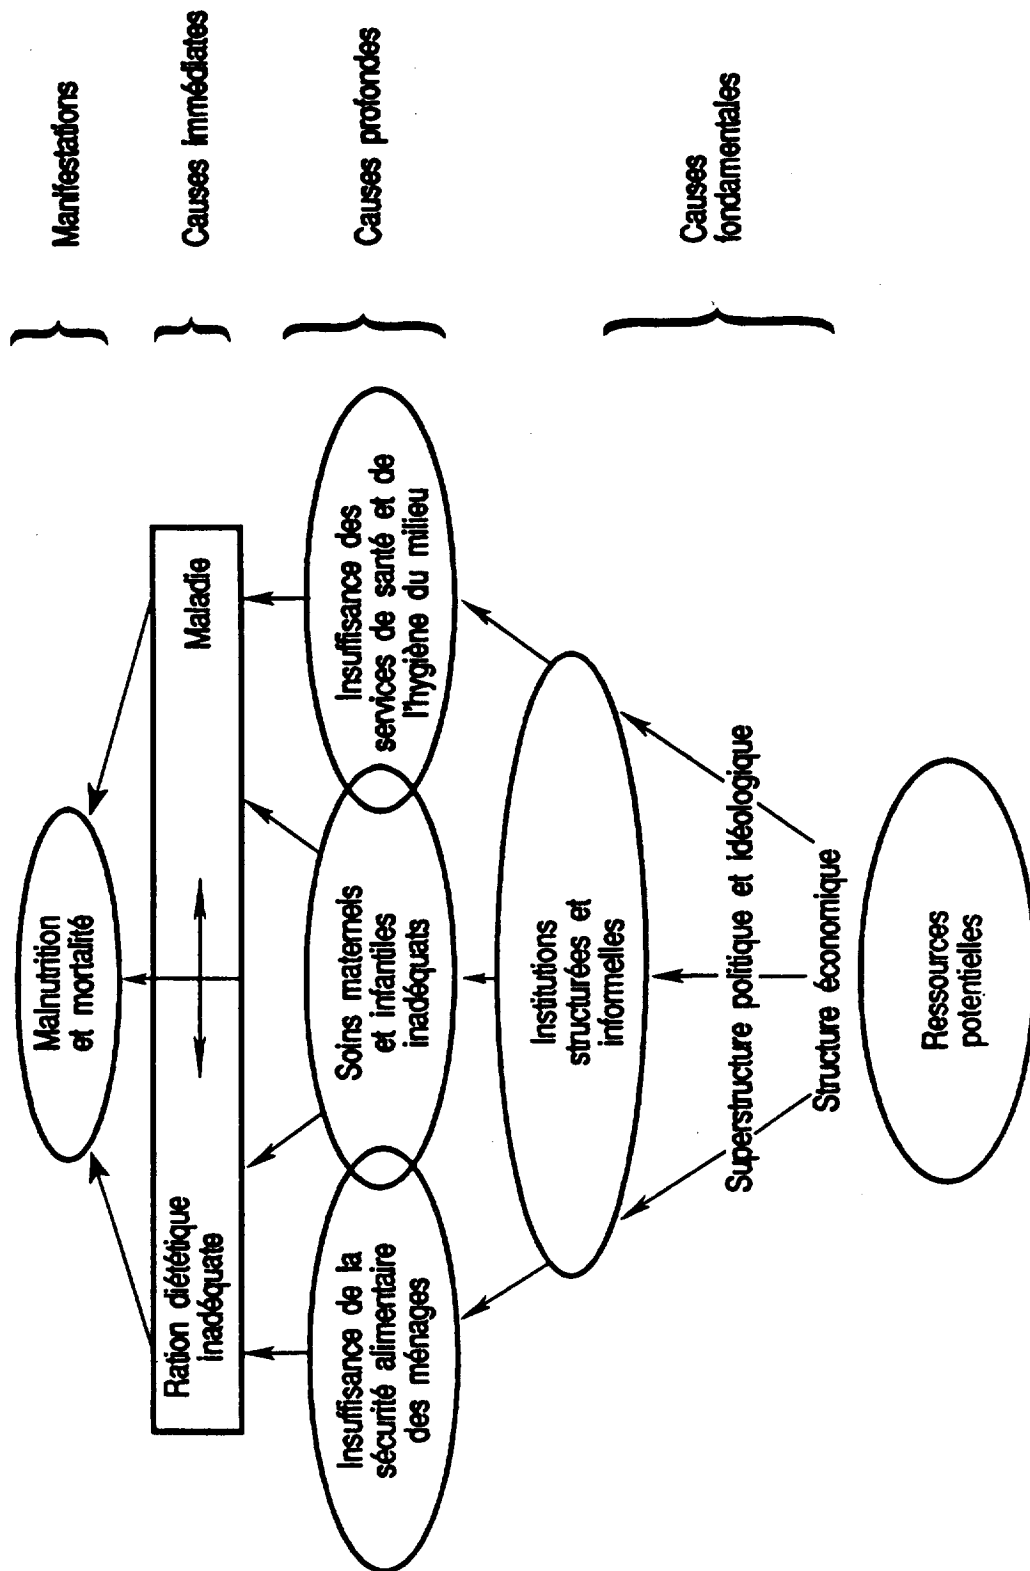 Malnutrition
et mortalité
Manifestations
Ration diététique
inadéquate
Maladie
Causes immédiates
Insuffisance de la
sécurité alimentaire
des ménages
Soins maternels
et infantiles
inadéquats
Insuffisance des
services de santé et de
l'hygiène du milieu
Causes profondes
Institutions
structurées et
informelles
Superstructure politique et idéologique
Structure économique
Ressources
potentielles
Causes
fondamentales